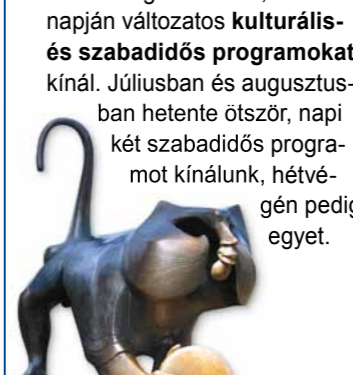 napján változatos kulturális-
és szabadidős programokat
kínál. Júliusban és augusztus-
ban hetente ötször, napi
két szabadidős progra-
mot kínálunk, hétvé-
gén pedig
egyet.